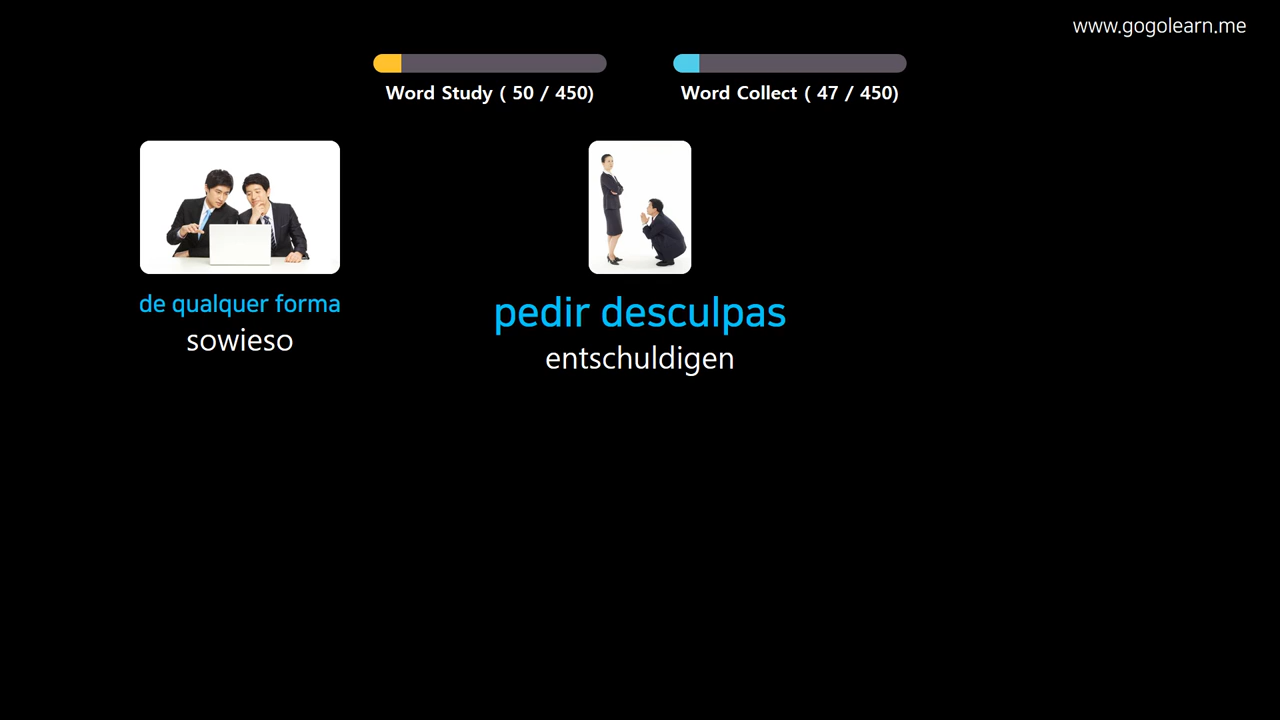 www.gogolearn.me
Word Study ( 50 / 450)
Word Collect ( 47 / 450)
de qualquer forma
sowieso
pedir desculpas
entschuldigen